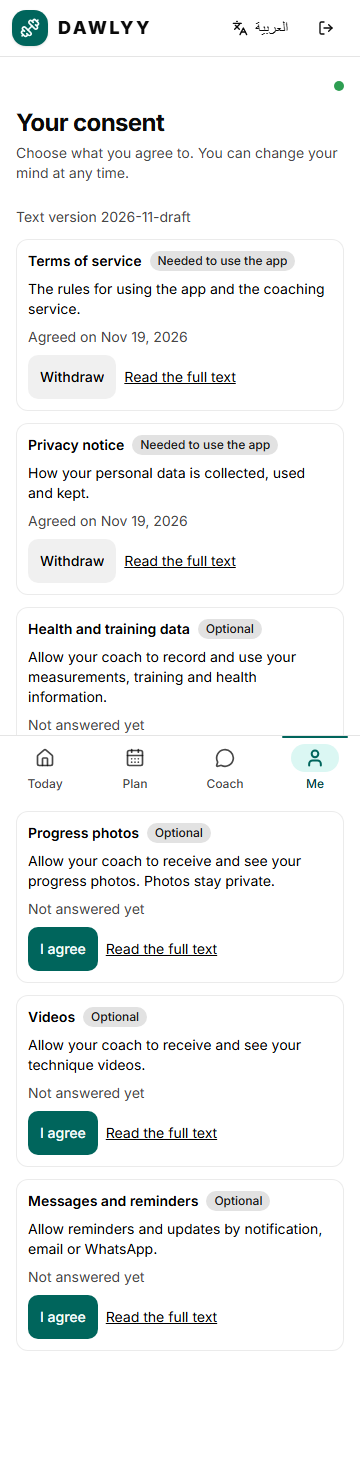 DAWLYY
العربية
Your consent
Choose what you agree to. You can change your
mind at any time.
Text version 2026-11-draft
Terms of service Needed to use the app
The rules for using the app and the coaching
service.
Agreed on Nov 19, 2026
Withdraw Read the full text
Privacy notice Needed to use the app
How your personal data is collected, used
and kept.
Agreed on Nov 19, 2026
Withdraw Read the full text
Health and training data Optional
Allow your coach to record and use your
measurements, training and health
information.
Not answered yet
Today Plan Coach Me
Progress photos Optional
Allow your coach to receive and see your
progress photos. Photos stay private.
Not answered yet
I agree Read the full text
Videos Optional
Allow your coach to receive and see your
technique videos.
Not answered yet
I agree Read the full text
Messages and reminders Optional
Allow reminders and updates by notification,
email or WhatsApp.
Not answered yet
I agree Read the full text